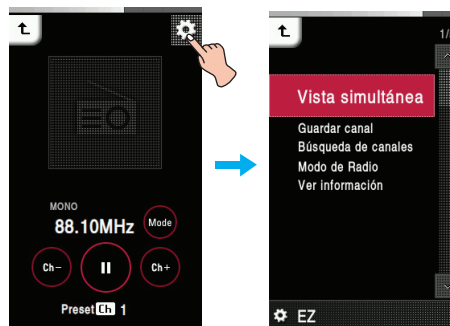 MONO
88.10MHz
Mode
Ch−
Ch+
Preset Ch 1
Vista simultánea
Guardar canal
Búsqueda de canales
Modo de Radio
Ver información
EZ